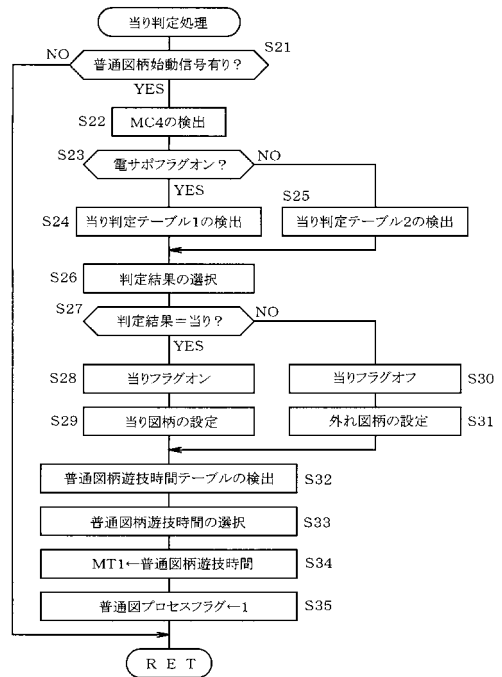 当り判定処理
S21
NO
普通図柄始動信号有り?
YES
S22
MC4の検出
S23
電サポフラグオン?
NO
YES
S25
S24
当り判定テーブル1の検出
当り判定テーブル2の検出
S26
判定結果の選択
S27
判定結果=当り?
NO
YES
S28
当りフラグオン
当りフラグオフ
S30
S29
当り図柄の設定
外れ図柄の設定
S31
普通図柄遊技時間テーブルの検出
S32
普通図柄遊技時間の選択
S33
MT1←普通図柄遊技時間
S34
普通図プロセスフラグ←1
S35
R E T